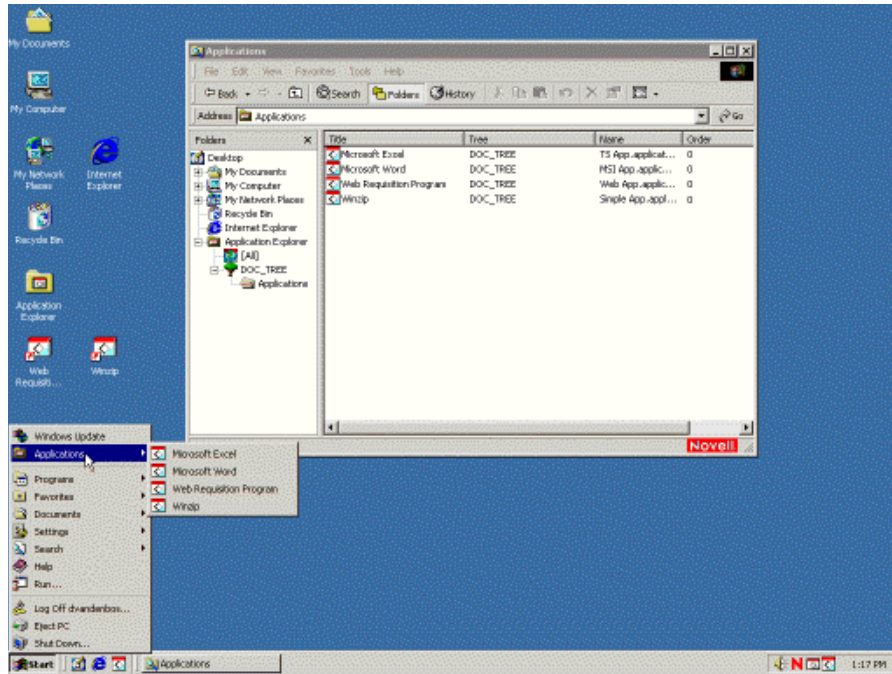 My Documents
My Computer
My Network
Places
Internet
Explorer
Recycle Bin
Application
Explorer
Web
Requisiti...
Winzip
Applications
File Edit View Favorites Tools Help
Back Search Folders History
Address Applications Go
Folders
Desktop
My Documents
My Computer
My Network Places
Recycle Bin
Internet Explorer
Application Explorer
[All]
DOC_TREE
Applications
Title Tree Name Order
Microsoft Excel DOC_TREE TS App.applicat... 0
Microsoft Word DOC_TREE MSI App.applic... 0
Web Requisition Program DOC_TREE Web App.applic... 0
Winzip DOC_TREE Simple App.appl... 0
Novell
Windows Update
Applications
Programs
Favorites
Documents
Settings
Search
Help
Run...
Log Off dvandenbos...
Eject PC
Shut Down...
Microsoft Excel
Microsoft Word
Web Requisition Program
Winzip
Start Applications N 1:17 PM